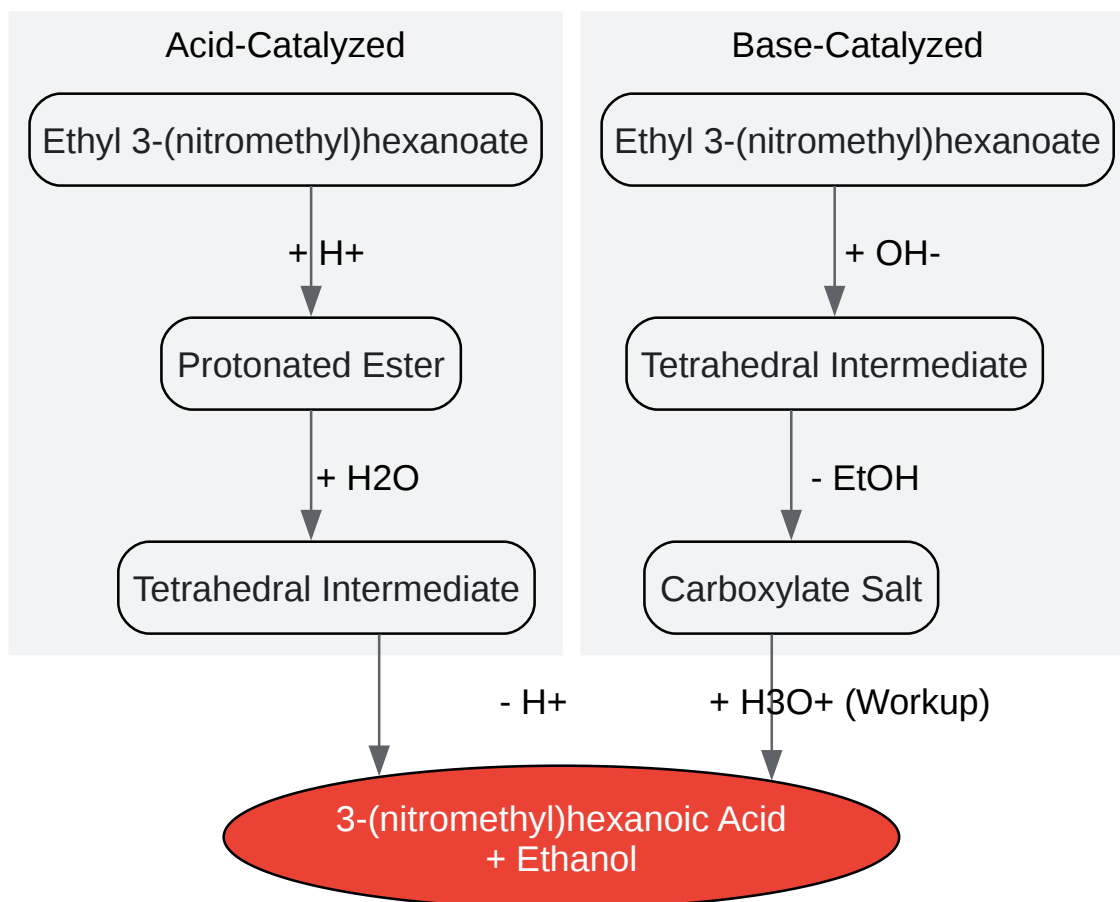 Acid-Catalyzed
Ethyl 3-(nitromethyl)hexanoate
+ H+
Protonated Ester
+ H2O
Tetrahedral Intermediate
- H+
Base-Catalyzed
Ethyl 3-(nitromethyl)hexanoate
+ OH-
Tetrahedral Intermediate
- EtOH
Carboxylate Salt
+ H3O+ (Workup)
3-(nitromethyl)hexanoic Acid
+ Ethanol